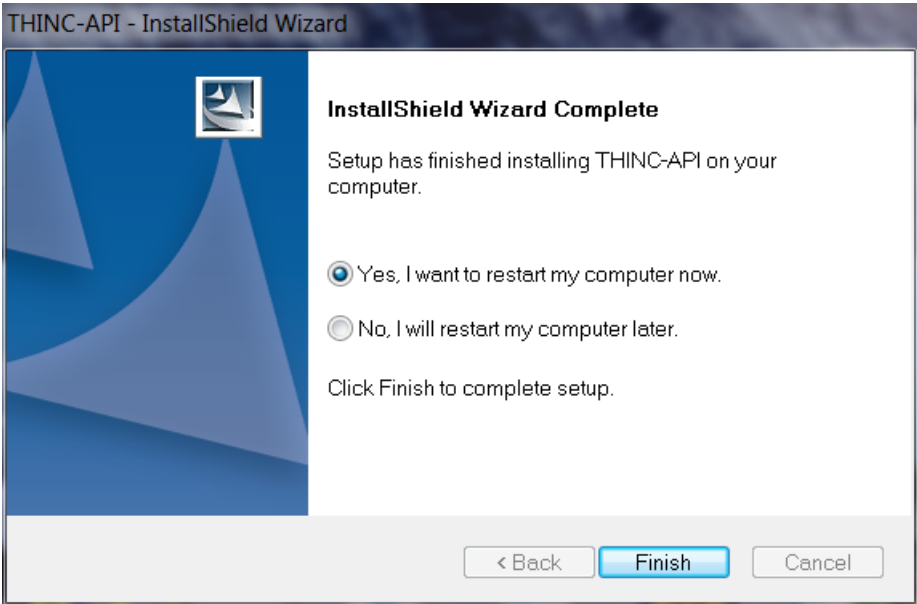 THINC-API - InstallShield Wizard
InstallShield Wizard Complete
Setup has finished installing THINC-API on your
computer.
Yes, I want to restart my computer now.
No, I will restart my computer later.
Click Finish to complete setup.
< Back
Finish
Cancel